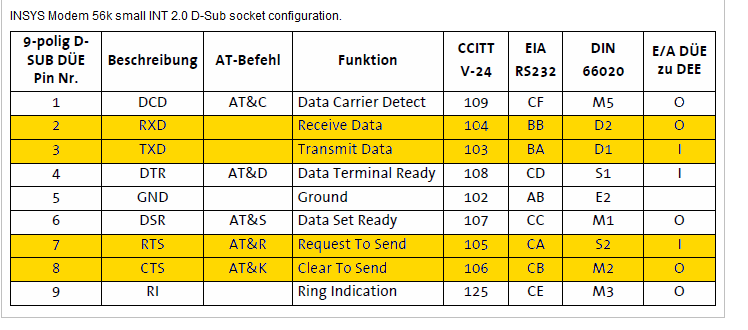 INSYS Modem 56k small INT 2.0 D-Sub socket configuration.
9-polig D-SUB DÜE Pin Nr. Beschreibung AT-Befehl Funktion CCITT V-24 EIA RS232 DIN 66020 E/A DÜE zu DEE
1 DCD AT&C Data Carrier Detect 109 CF M5 O
2 RXD Receive Data 104 BB D2 O
3 TXD Transmit Data 103 BA D1 I
4 DTR AT&D Data Terminal Ready 108 CD S1 I
5 GND Ground 102 AB E2
6 DSR AT&S Data Set Ready 107 CC M1 O
7 RTS AT&R Request To Send 105 CA S2 I
8 CTS AT&K Clear To Send 106 CB M2 O
9 RI Ring Indication 125 CE M3 O